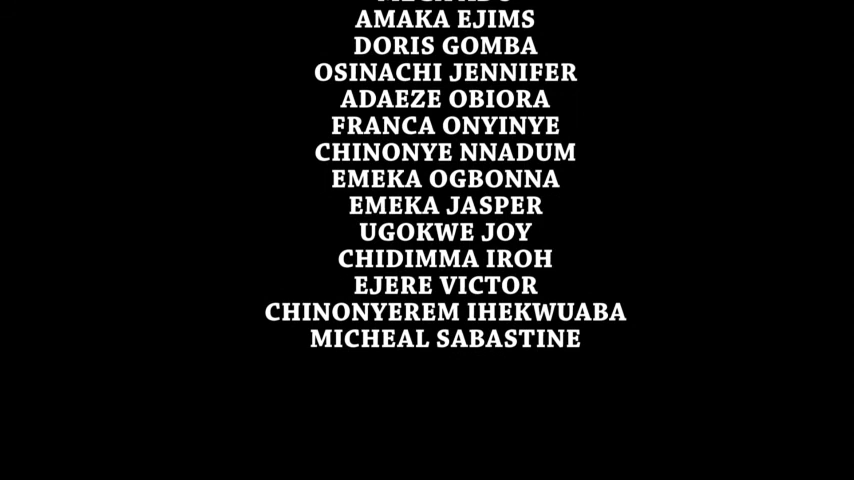 AMAKA EJIMS
DORIS GOMBA
OSINACHI JENNIFER
ADAEZE OBIORA
FRANCA ONYINYE
CHINONYE NNADUM
EMEKA OGBONNA
EMEKA JASPER
UGOKWE JOY
CHIDIMMA IROH
EJERE VICTOR
CHINONYEREM IHEKWUABA
MICHEAL SABASTINE